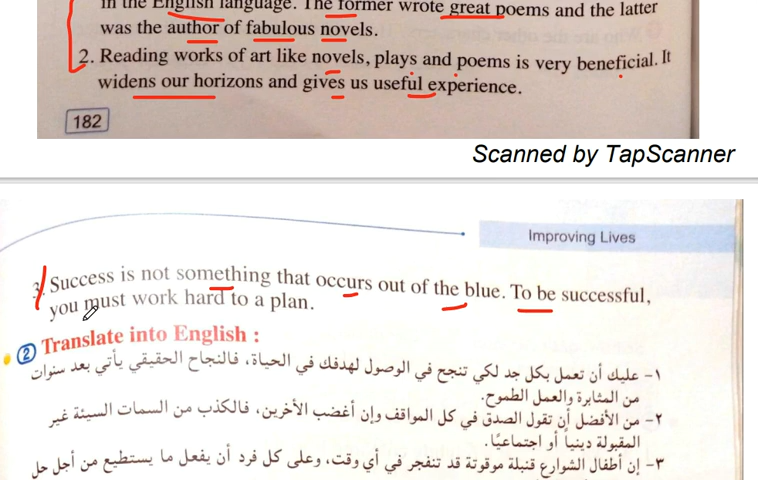 in the English language. The former wrote great poems and the latter
was the author of fabulous novels.
2. Reading works of art like novels, plays and poems is very beneficial. It
widens our horizons and gives us useful experience.
182
Scanned by TapScanner
Improving Lives
3. Success is not something that occurs out of the blue. To be successful,
you must work hard to a plan.
2 Translate into English :
١- عليك أن تعمل بكل جد لكي تنجح في الوصول لهدفك في الحياة، فالنجاح الحقيقي يأتي بعد سنوات
من المثابرة والعمل الطموح.
٢- من الأفضل أن تقول الصدق في كل المواقف وإن أغضب الأخرين، فالكذب من السمات السيئة غير
المقبولة دينياً أو اجتماعيًا.
٣- إن أطفال الشوارع قنبلة موقوتة قد تنفجر في أي وقت، وعلى كل فرد أن يفعل ما يستطيع من أجل حل